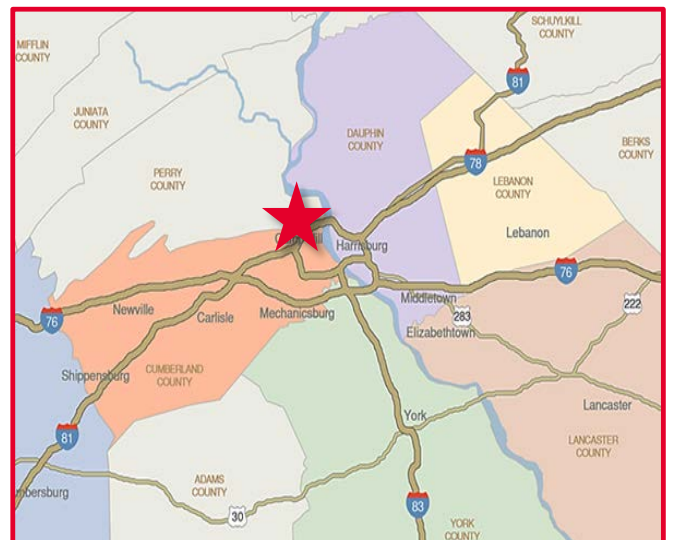 SCHUYLKILL
COUNTY
MIFFLIN
COUNTY
81
JUNIATA
COUNTY
DAUPHIN
COUNTY
BERKS
COUNTY
78
PERRY
COUNTY
LEBANON
COUNTY
Lebanon
Harrisburg
76
Middletown
222
Newville
Carlisle
Mechanicsburg
283
76
Elizabethtown
Shippensburg
CUMBERLAND
COUNTY
Lancaster
York
81
LANCASTER
COUNTY
ADAMS
COUNTY
mbersburg
30
83
YORK
COUNTY